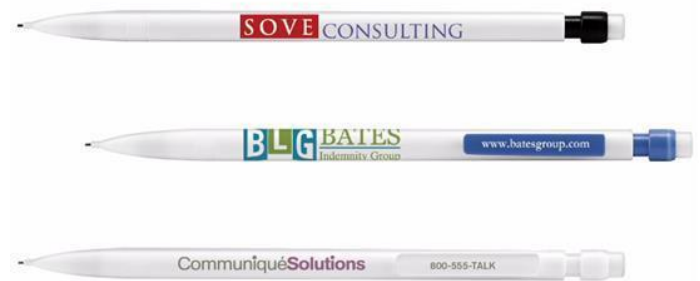 SOVE CONSULTING
BLG BATES
Indemnity Group
www.batesgroup.com
CommuniquéSolutions
800-555-TALK